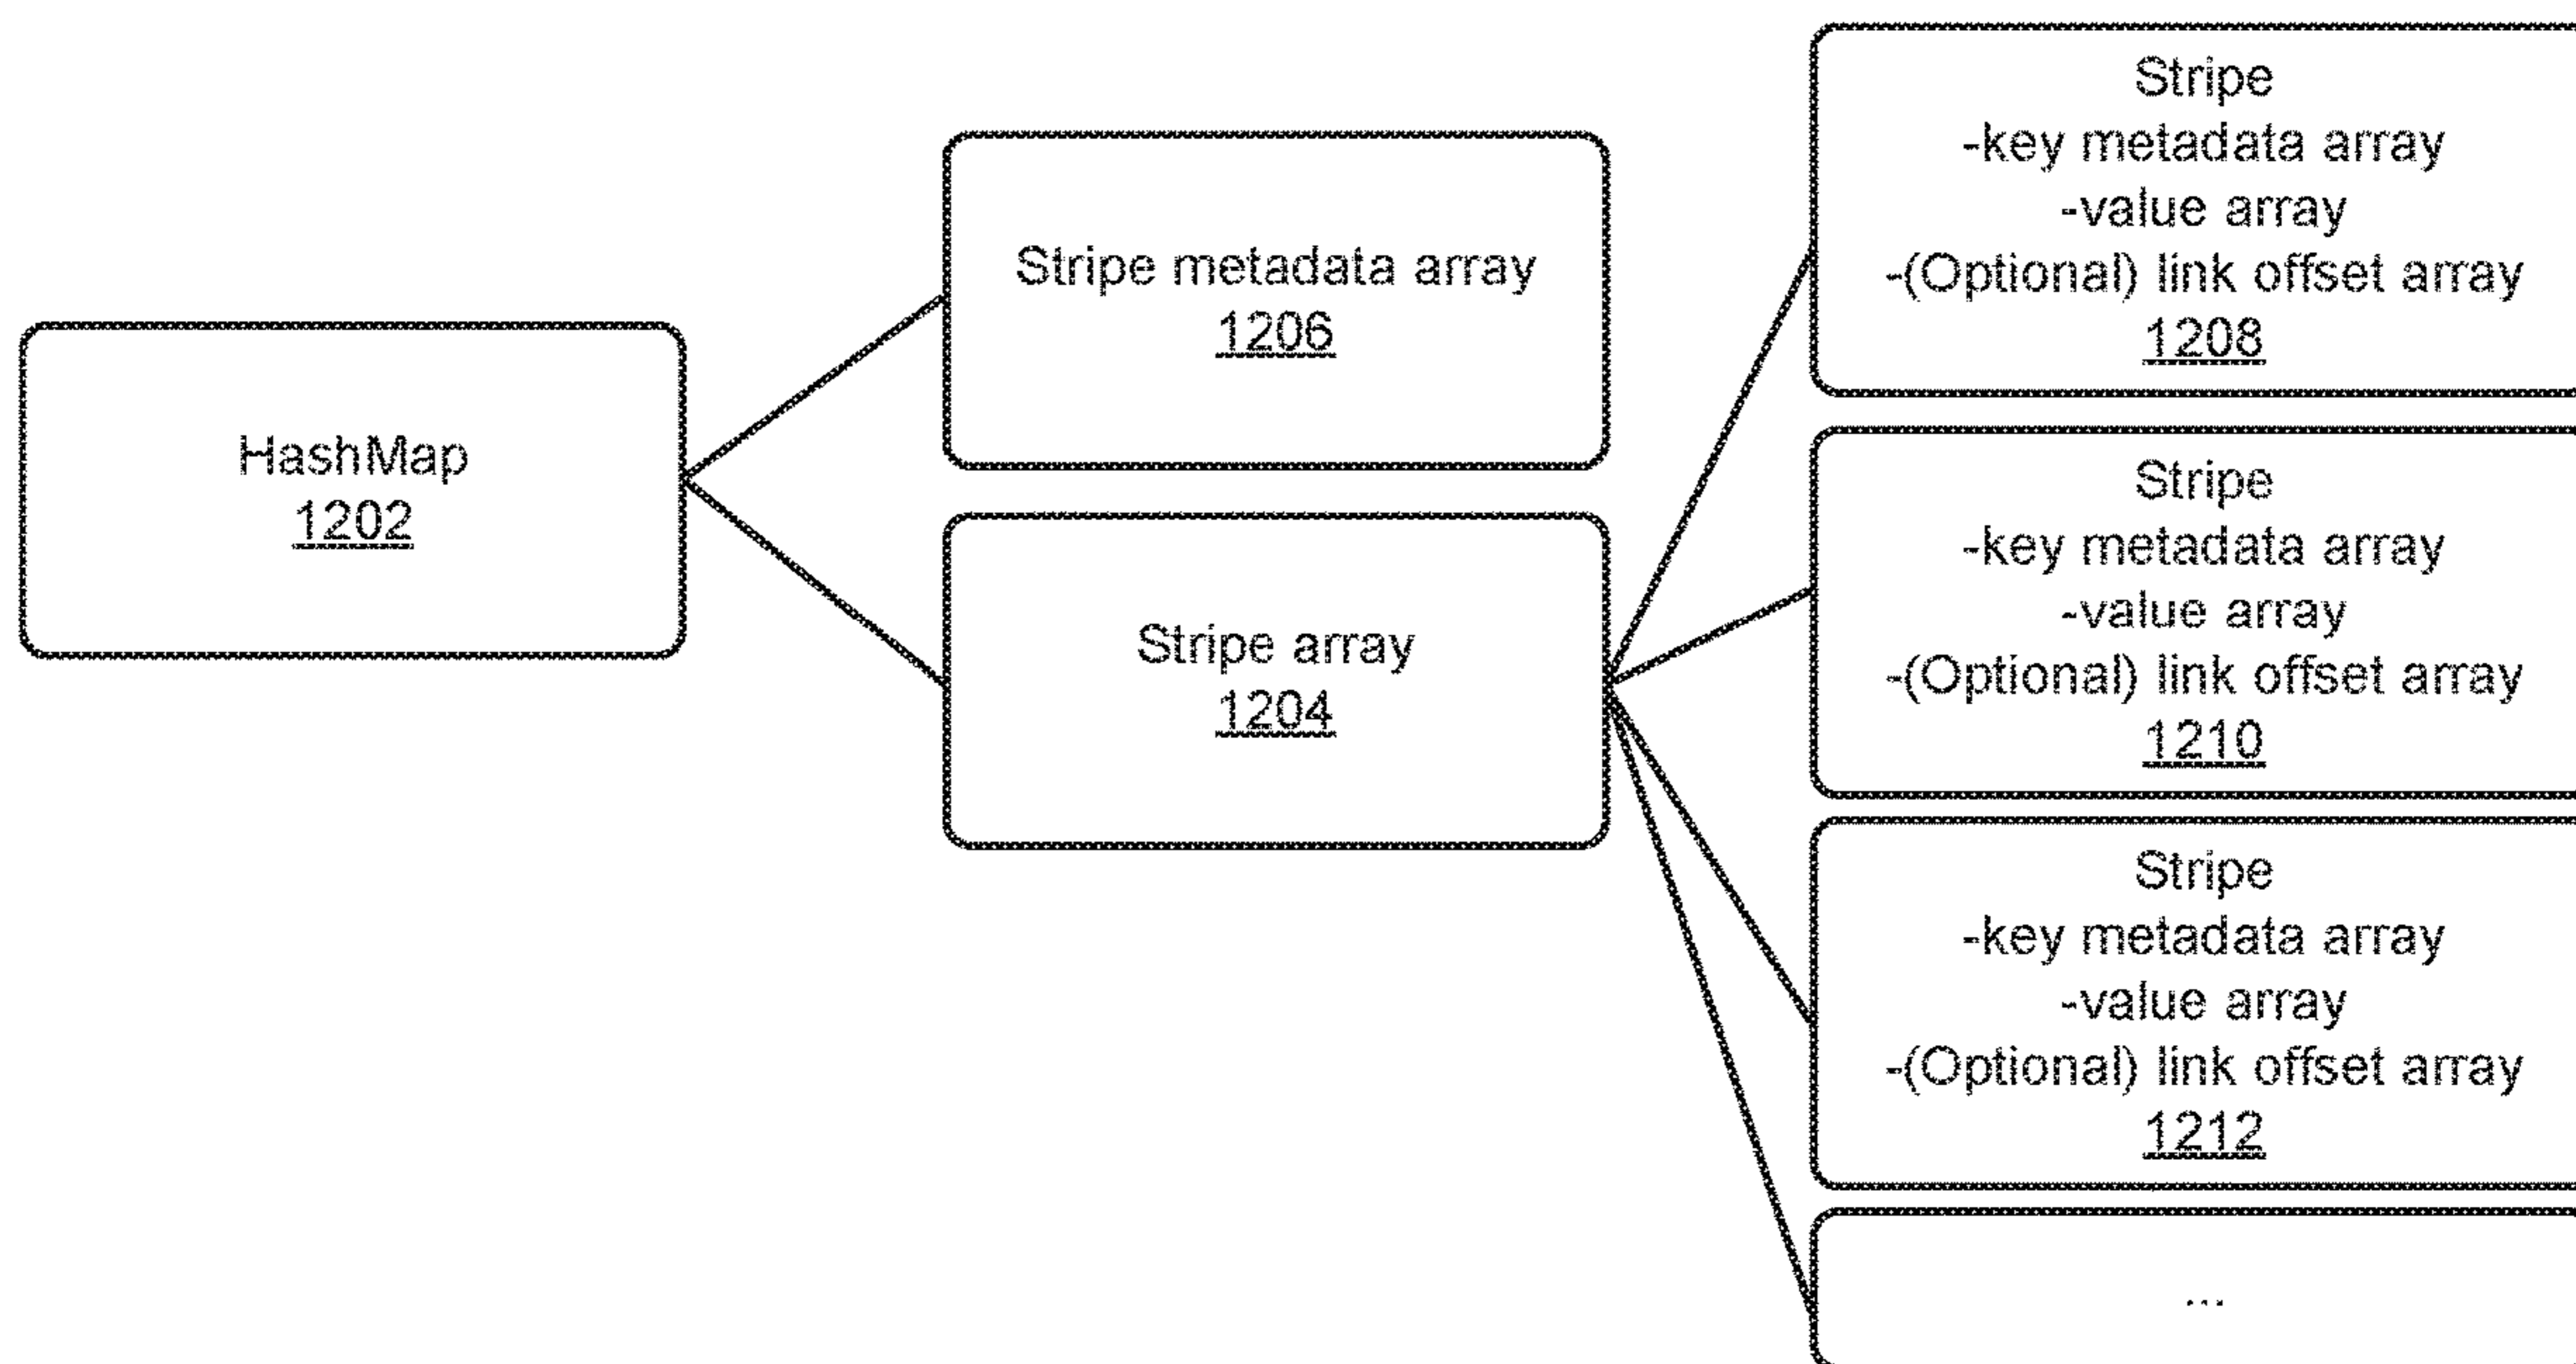 HashMap
1202
Stripe metadata array
1206
Stripe array
1204
Stripe
-key metadata array
-value array
-(Optional) link offset array
1208
Stripe
-key metadata array
-value array
-(Optional) link offset array
1210
Stripe
-key metadata array
-value array
-(Optional) link offset array
1212
...